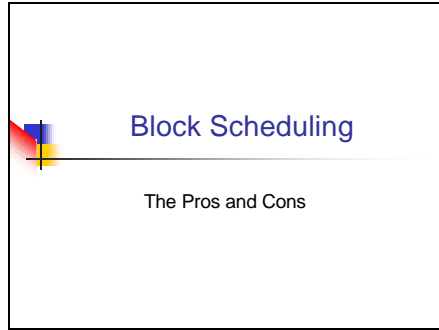 Block Scheduling
The Pros and Cons